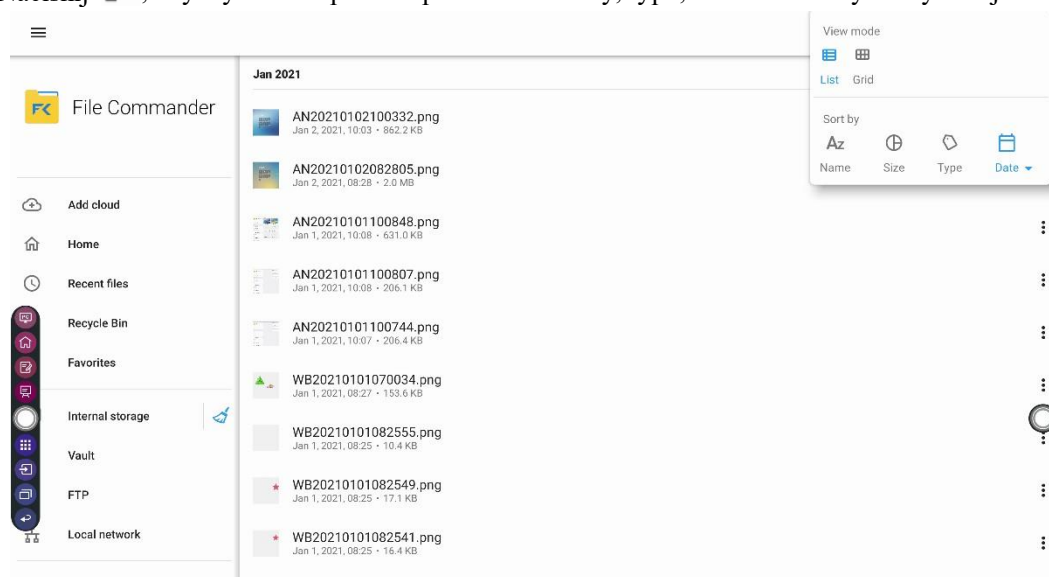 View mode
List Grid
Sort by
Name Size Type Date
File Commander
Add cloud
Home
Recent files
Recycle Bin
Favorites
Internal storage
Vault
FTP
Local network
Jan 2021
AN20210102100332.png
Jan 2, 2021, 10:03 • 862.2 KB
AN20210102082805.png
Jan 2, 2021, 08:28 • 2.0 MB
AN20210101100848.png
Jan 1, 2021, 10:08 • 631.0 KB
AN20210101100807.png
Jan 1, 2021, 10:08 • 206.1 KB
AN20210101100744.png
Jan 1, 2021, 10:07 • 206.4 KB
WB20210101070034.png
Jan 1, 2021, 08:27 • 153.6 KB
WB20210101082555.png
Jan 1, 2021, 08:25 • 10.4 KB
WB20210101082549.png
Jan 1, 2021, 08:25 • 17.1 KB
WB20210101082541.png
Jan 1, 2021, 08:25 • 16.4 KB